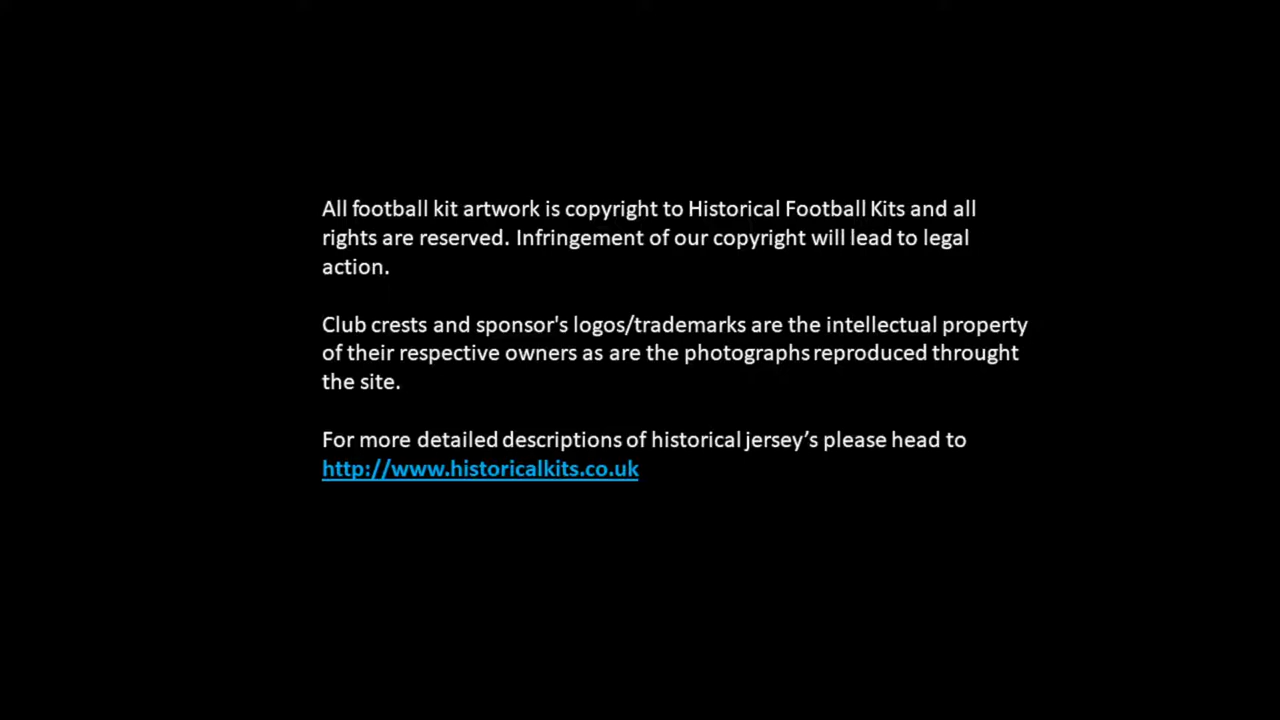 All football kit artwork is copyright to Historical Football Kits and all
rights are reserved. Infringement of our copyright will lead to legal
action.
Club crests and sponsor's logos/trademarks are the intellectual property
of their respective owners as are the photographs reproduced throught
the site.
For more detailed descriptions of historical jersey’s please head to
http://www.historicalkits.co.uk